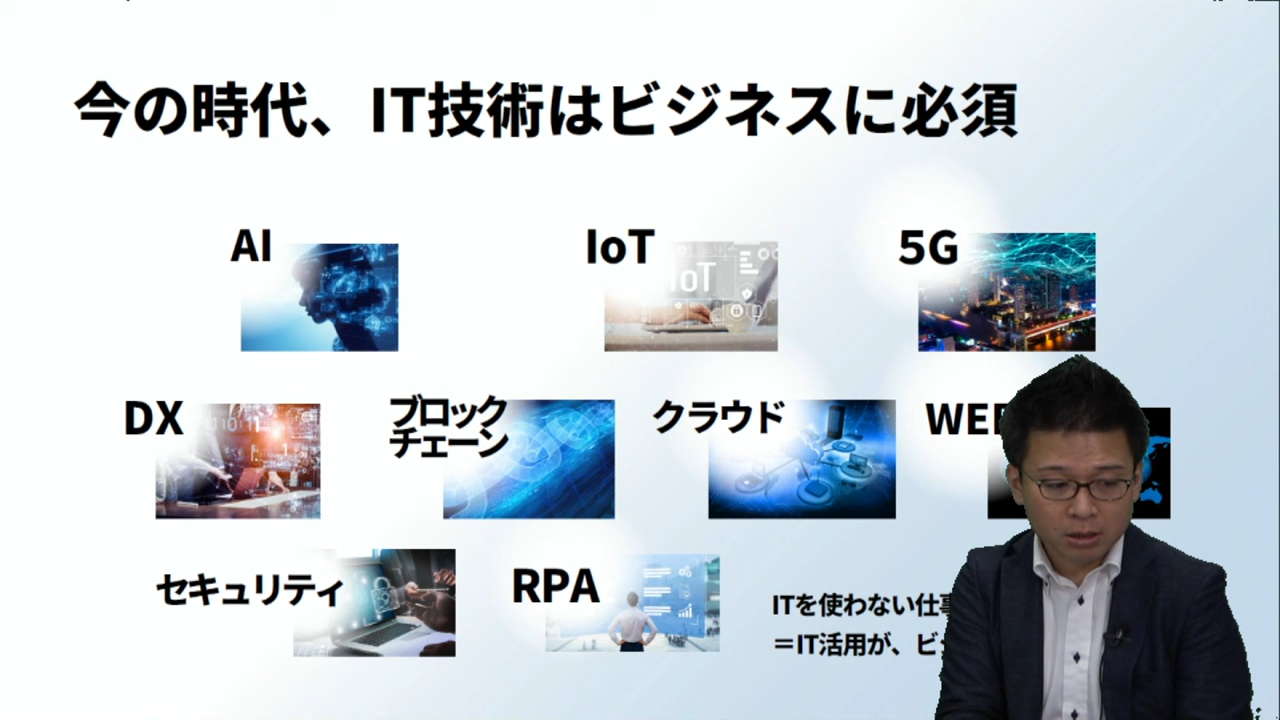 今の時代、IT技術はビジネスに必須
AI
IoT
IoT
5G
DX
ブロック
チェーン
クラウド
セキュリティ
RPA
ITを使わない仕事
＝IT活用が、ビ